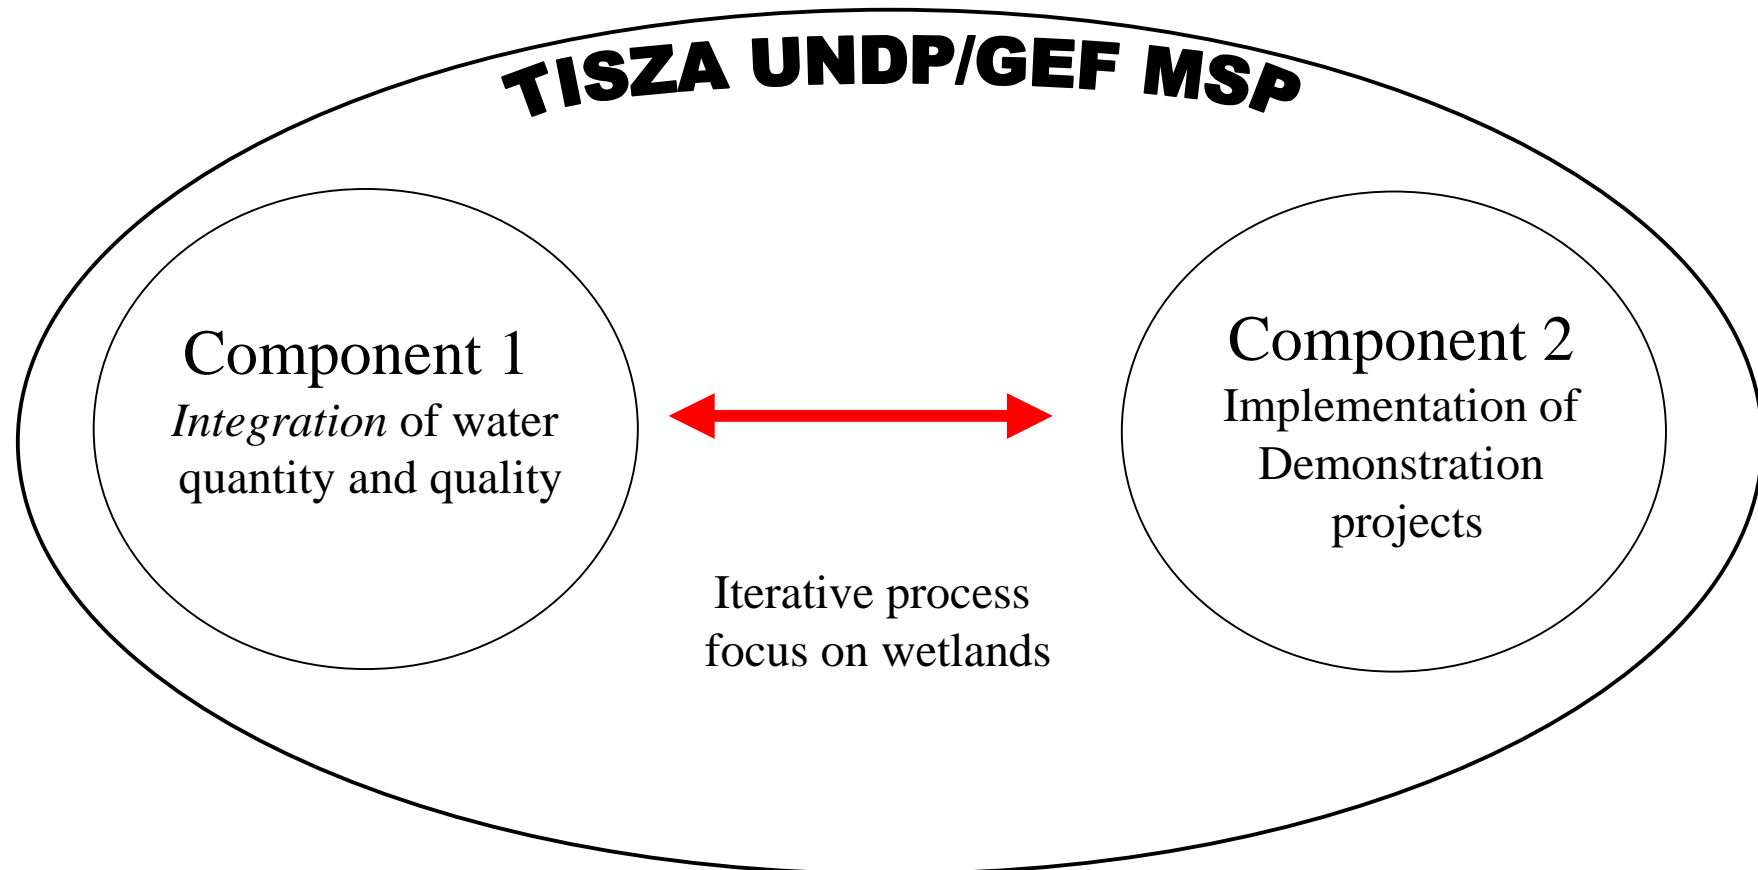 TISZA UNDP/GEF MSP
Component 1
Integration of water
quantity and quality
Component 2
Implementation of
Demonstration
projects
Iterative process
focus on wetlands